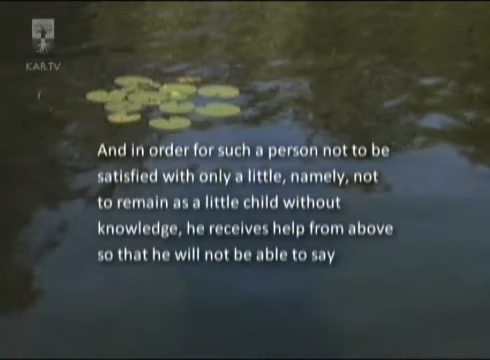 KAB.TV
And in order for such a person not to be
satisfied with only a little, namely, not
to remain as a little child without
knowledge, he receives help from above
so that he will not be able to say